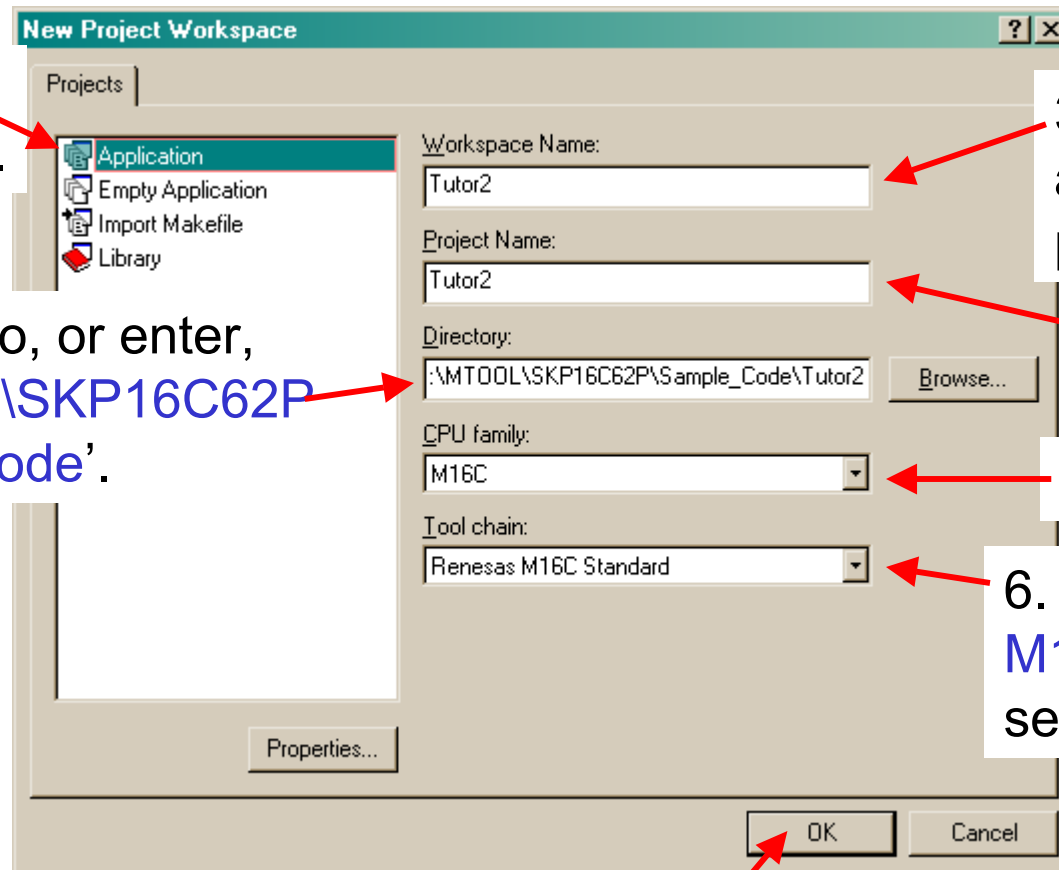 New Project Workspace
Projects
Application
Empty Application
Import Makefile
Library
Workspace Name:
Tutor2
Project Name:
Tutor2
o, or enter,
\SKP16C62P
ode’.
Directory:
:\MTOOL\SKP16C62P\Sample_Code\Tutor2
Browse...
CPU family:
M16C
Tool chain:
Renesas M16C Standard
6.
M1
se
Properties...
OK
Cancel